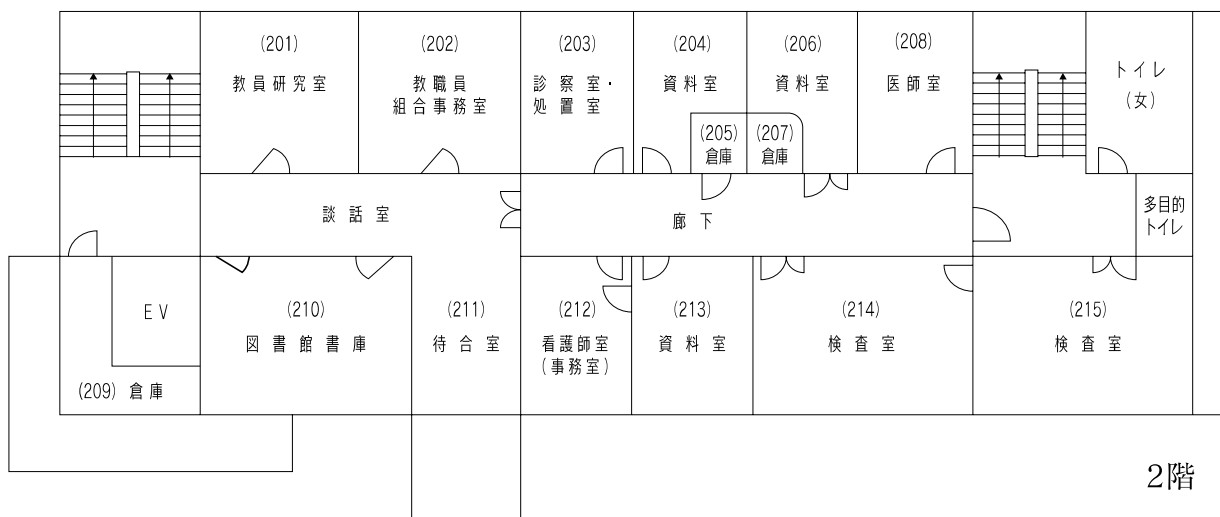 (201)
教員研究室
(202)
教職員
組合事務室
(203)
診察室・
処置室
(204)
資料室
(205)
倉庫
(206)
資料室
(207)
倉庫
(208)
医師室
トイレ
(女)
談話室
廊下
多目的
トイレ
EV
(209) 倉庫
(210)
図書館書庫
(211)
待合室
(212)
看護師室
(事務室)
(213)
資料室
(214)
検査室
(215)
検査室
2階